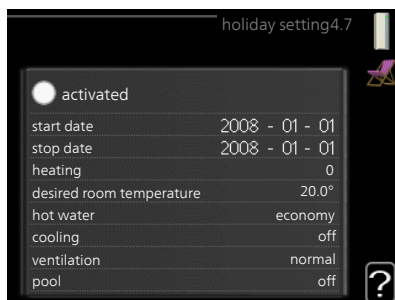 holiday setting4.7
activated
start date 2008 - 01 - 01
stop date 2008 - 01 - 01
heating 0
desired room temperature 20.0°
hot water economy
cooling off
ventilation normal
pool off
?